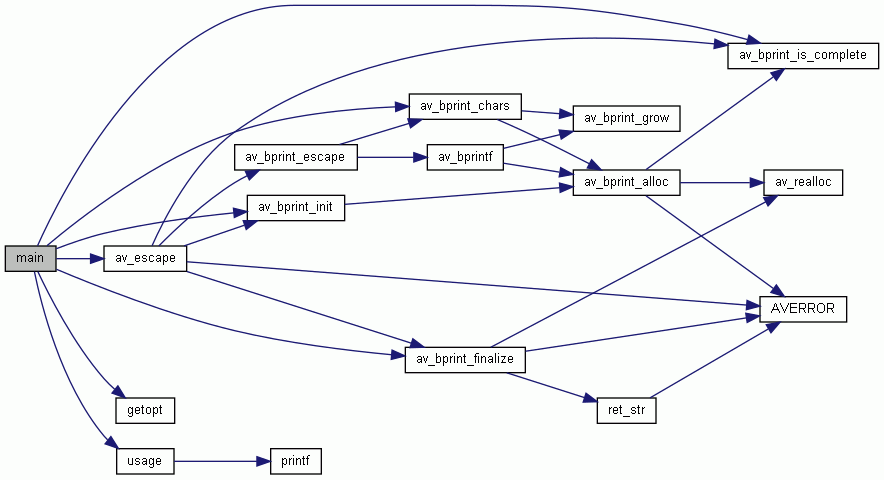 av_bprint_is_complete
av_bprint_chars
av_bprint_grow
av_bprint_escape
av_bprintf
av_bprint_alloc
av_realloc
av_bprint_init
main
av_escape
AVERROR
av_bprint_finalize
getopt
ret_str
usage
printf